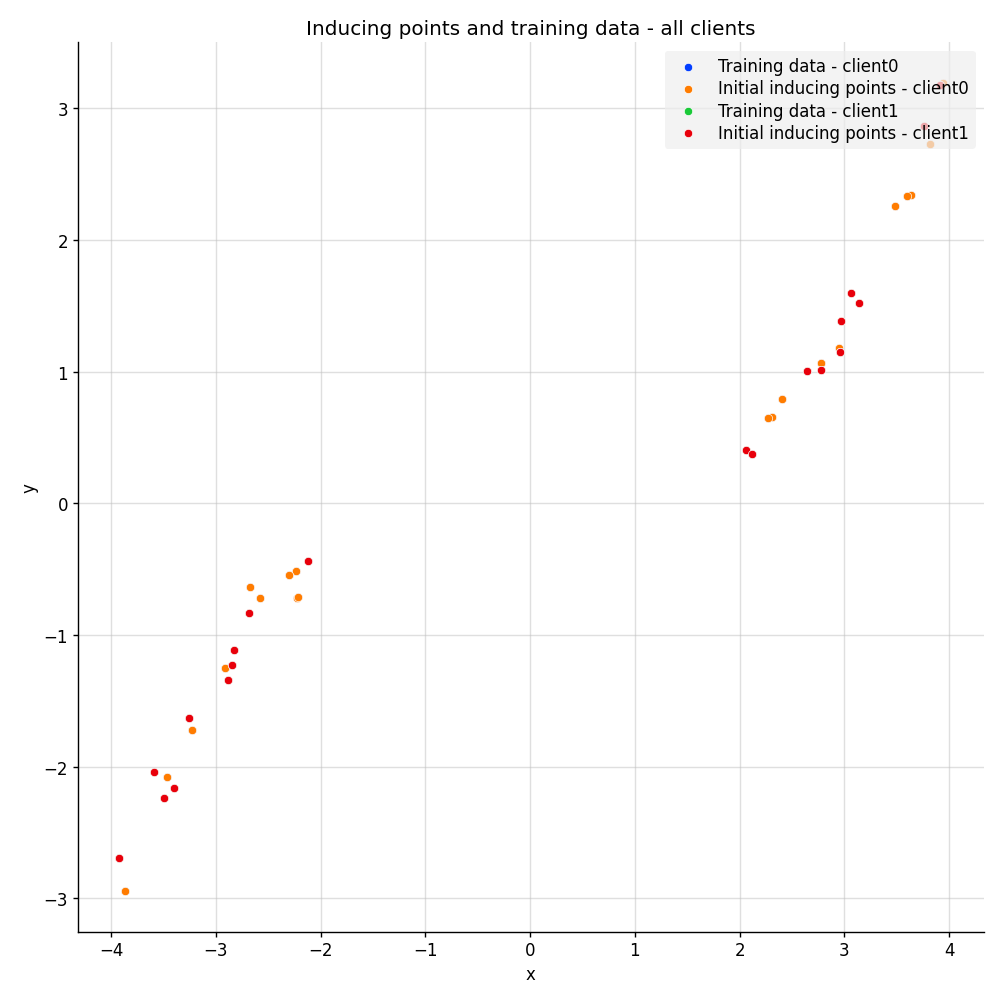 Inducing points and training data - all clients
Training data - client0
Initial inducing points - client0
Training data - client1
Initial inducing points - client1
3
2
1
0
−1
−2
−3
y
−4 −3 −2 −1 0 1 2 3 4
x